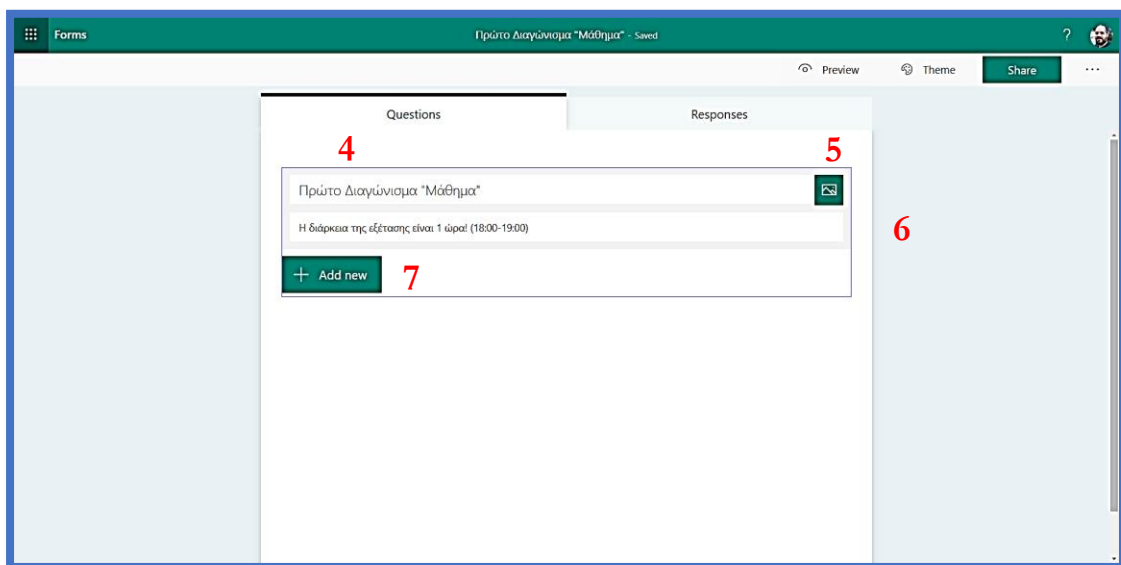 Forms
Πρώτο Διαγώνισμα "Μάθημα" - Saved
?
Preview
Theme
Share
...
Questions
Responses
4
5
Πρώτο Διαγώνισμα "Μάθημα"
Η διάρκεια της εξέτασης είναι 1 ώρα! (18:00-19:00)
6
+ Add new
7